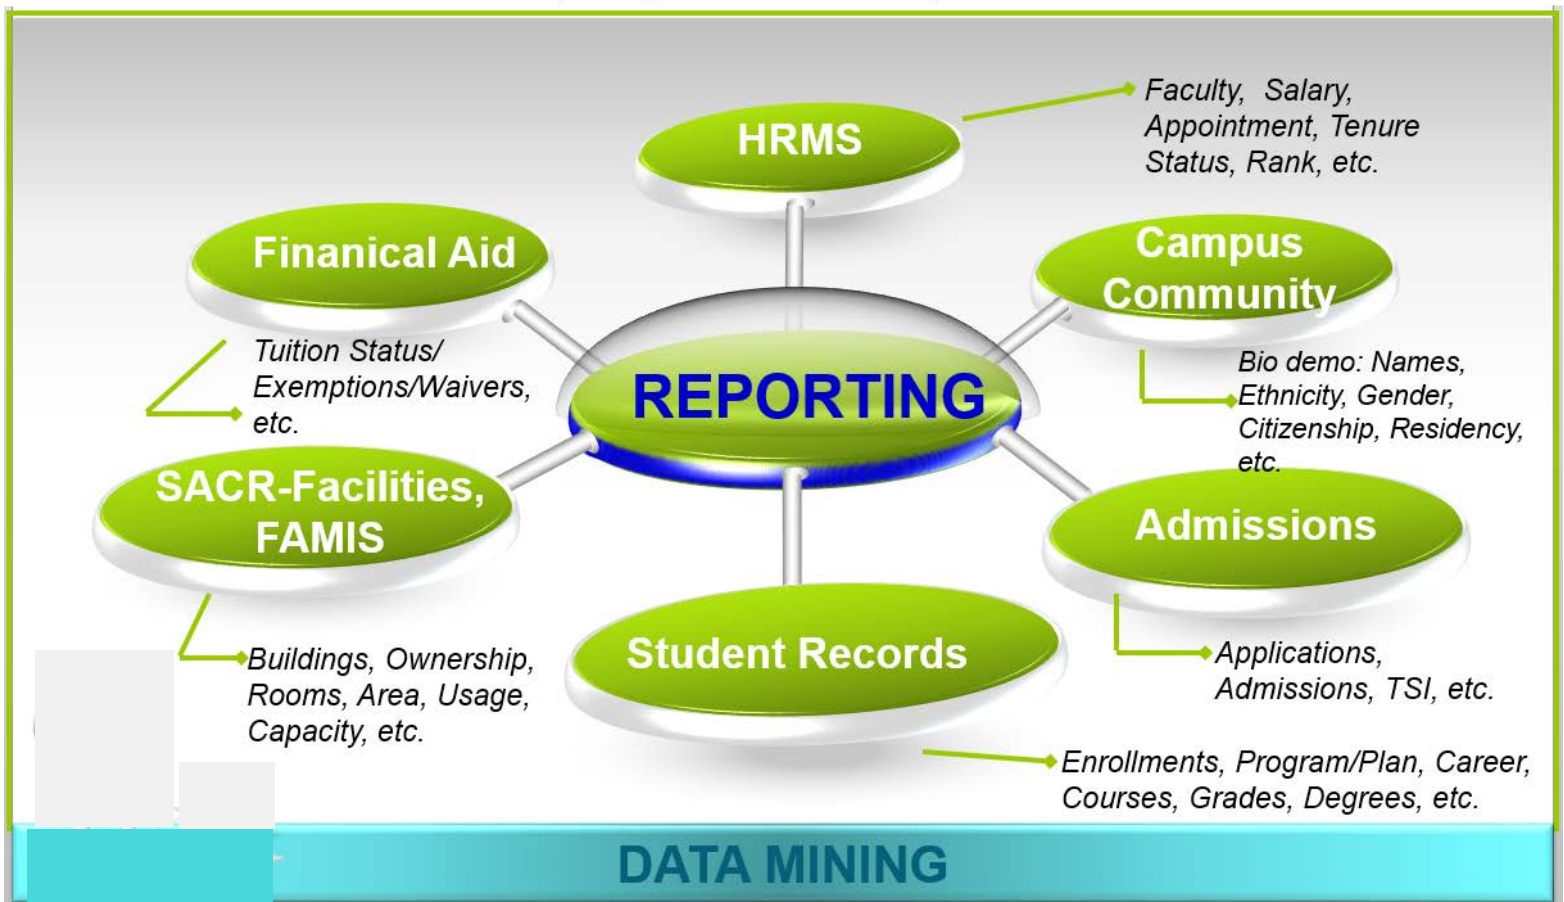 HRMS
Faculty, Salary,
Appointment, Tenure
Status, Rank, etc.
Finanical Aid
Tuition Status/
Exemptions/Waivers,
etc.
Campus
Community
Bio demo: Names,
Ethnicity, Gender,
Citizenship, Residency,
etc.
REPORTING
SACR-Facilities,
FAMIS
Buildings, Ownership,
Rooms, Area, Usage,
Capacity, etc.
Admissions
Applications,
Admissions, TSI, etc.
Student Records
Enrollments, Program/Plan, Career,
Courses, Grades, Degrees, etc.
DATA MINING